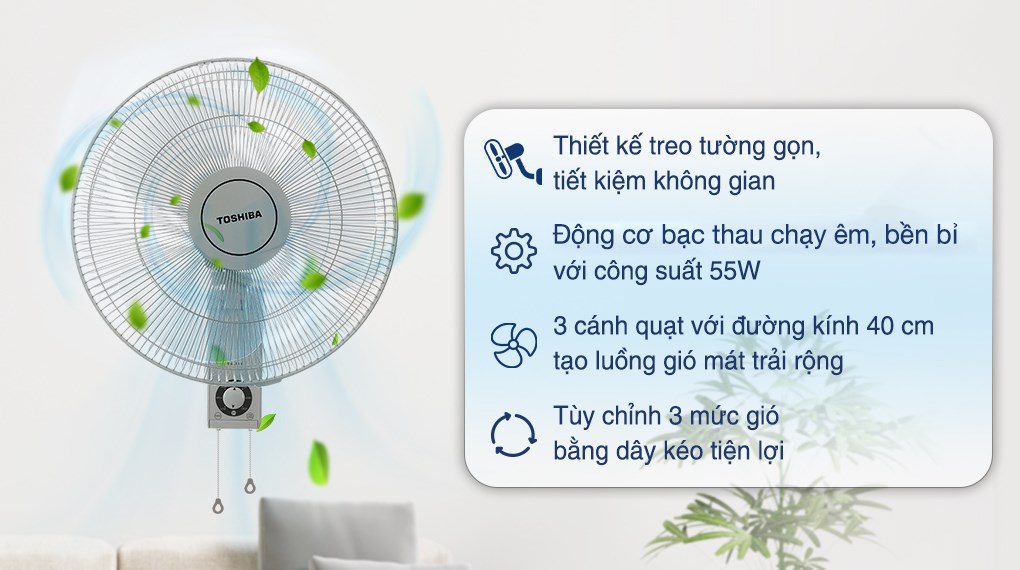 TOSHIBA
Thiết kế treo tường gọn,
tiết kiệm không gian
Động cơ bạc thau chạy êm, bền bỉ
với công suất 55W
3 cánh quạt với đường kính 40 cm
tạo luồng gió mát trải rộng
Tùy chỉnh 3 mức gió
bằng dây kéo tiện lợi